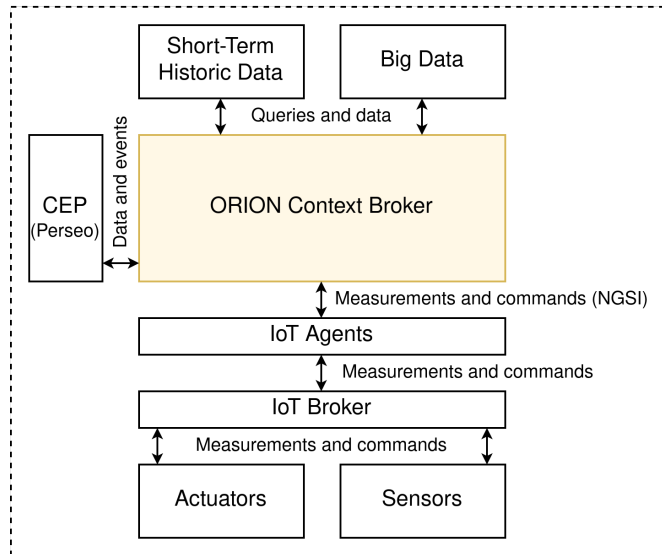 Short-Term
Historic Data
Big Data
Queries and data
CEP
(Perseo)
Data and events
ORION Context Broker
Measurements and commands (NGSI)
IoT Agents
Measurements and commands
IoT Broker
Measurements and commands
Actuators
Sensors